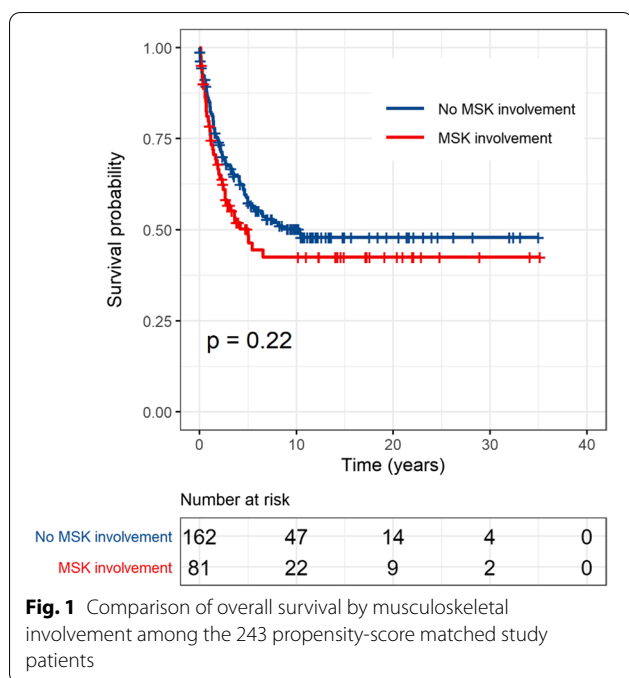 1.00
0.75
0.50
0.25
0.00
Survival probability
No MSK involvement
MSK involvement
p = 0.22
0 10 20 30 40
Time (years)
Number at risk
No MSK involvement 162 47 14 4 0
MSK involvement 81 22 9 2 0
Fig. 1 Comparison of overall survival by musculoskeletal
involvement among the 243 propensity-score matched study
patients